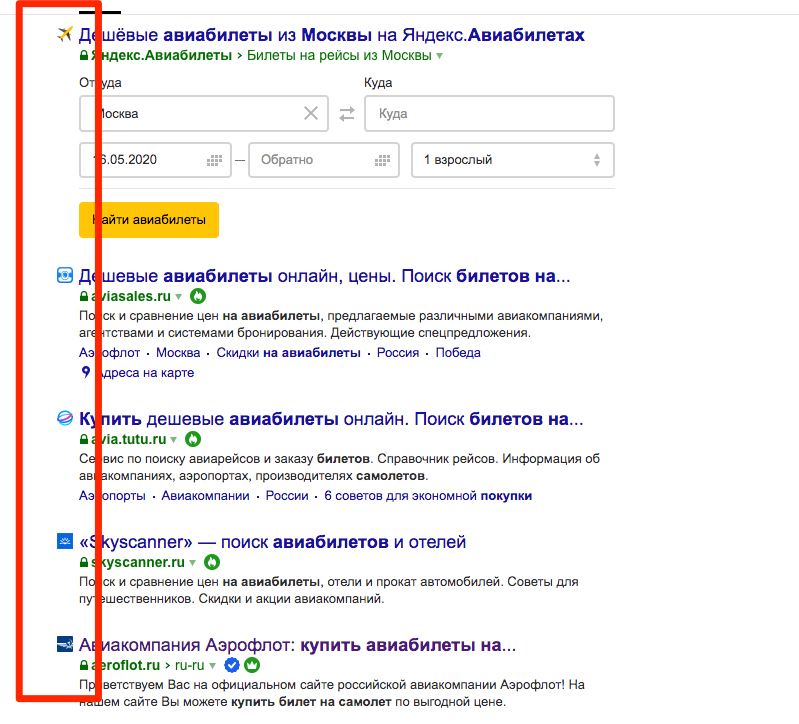 Дешёвые авиабилеты из Москвы на Яндекс.Авиабилетах
Яндекс.Авиабилеты › Билеты на рейсы из Москвы
Откуда Куда
Москва Куда
16.05.2020 — Обратно 1 взрослый
Найти авиабилеты
Дешевые авиабилеты онлайн, цены. Поиск билетов на...
aviasales.ru
Поиск и сравнение цен на авиабилеты, предлагаемые различными авиакомпаниями,
агентствами и системами бронирования. Действующие спецпредложения.
Аэрофлот · Москва · Скидки на авиабилеты · Россия · Победа
Адреса на карте
Купить дешевые авиабилеты онлайн. Поиск билетов на...
avia.tutu.ru
Сервис по поиску авиарейсов и заказу билетов. Справочник рейсов. Информация об
авиакомпаниях, аэропортах, производителях самолетов.
Аэропорты · Авиакомпании · России · 6 советов для экономной покупки
«Skyscanner» — поиск авиабилетов и отелей
skyscanner.ru
Поиск и сравнение цен на авиабилеты, отели и прокат автомобилей. Советы для
путешественников. Скидки и акции авиакомпаний.
Авиакомпания Аэрофлот: купить авиабилеты на...
aeroflot.ru › ru-ru
Приветствуем Вас на официальном сайте российской авиакомпании Аэрофлот! На
нашем сайте Вы можете купить билет на самолет по выгодной цене.